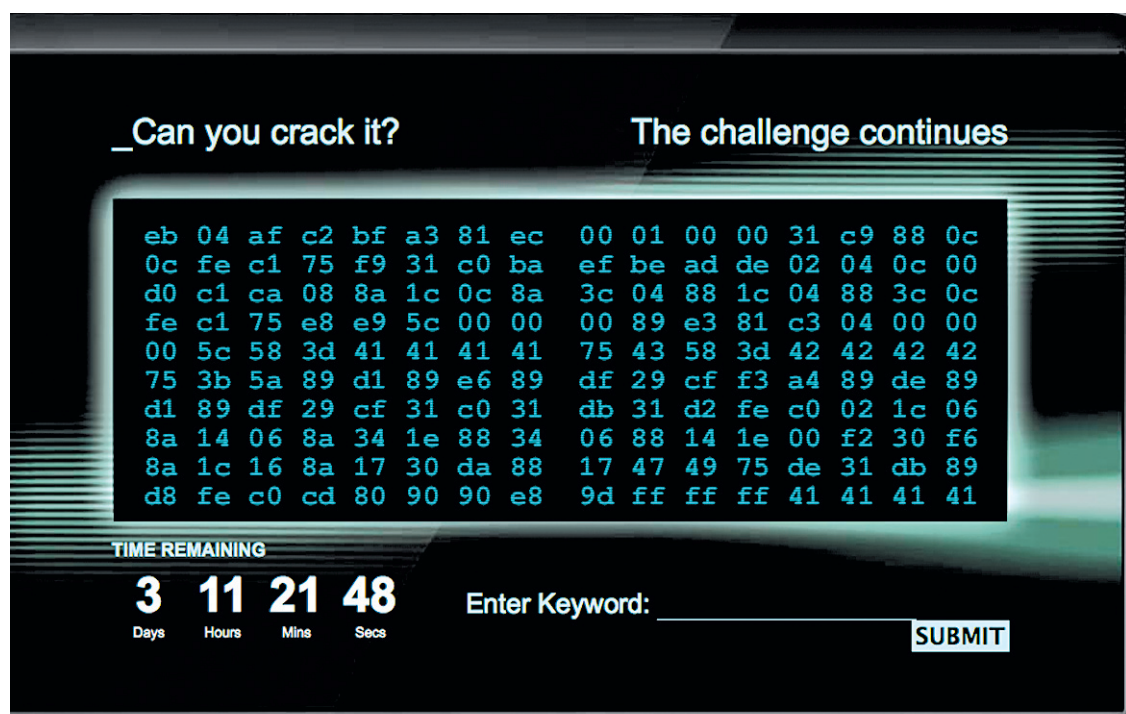 _Can you crack it? The challenge continues
eb 04 af c2 bf a3 81 ec 00 01 00 00 31 c9 88 0c
0c fe c1 75 f9 31 c0 ba ef be ad de 02 04 0c 00
d0 c1 ca 08 8a 1c 0c 8a 3c 04 88 1c 04 88 3c 0c
fe c1 75 e8 e9 5c 00 00 00 89 e3 81 c3 04 00 00
00 5c 58 3d 41 41 41 41 75 43 58 3d 42 42 42 42
75 3b 5a 89 d1 89 e6 89 df 29 cf f3 a4 89 de 89
d1 89 df 29 cf 31 c0 31 db 31 d2 fe c0 02 1c 06
8a 14 06 8a 34 1e 88 34 06 88 14 1e 00 f2 30 f6
8a 1c 16 8a 17 30 da 88 17 47 49 75 de 31 db 89
d8 fe c0 cd 80 90 90 e8 9d ff ff ff 41 41 41 41
TIME REMAINING
3 11 21 48
Days Hours Mins Secs
Enter Keyword:
SUBMIT